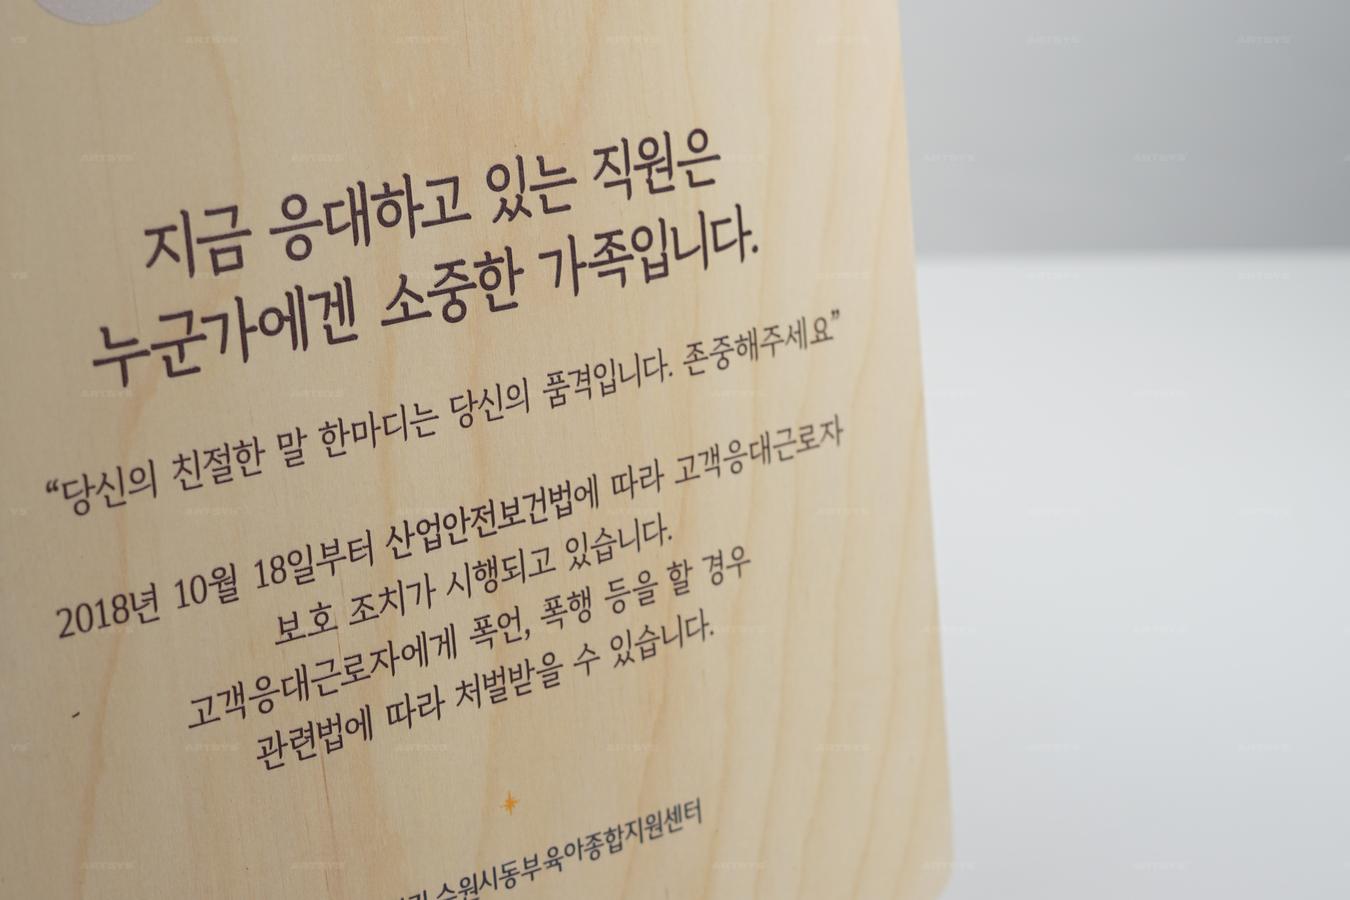 지금 응대하고 있는 직원은
누군가에겐 소중한 가족입니다.
“당신의 친절한 말 한마디는 당신의 품격입니다. 존중해주세요”
2018년 10월 18일부터 산업안전보건법에 따라 고객응대근로자
보호 조치가 시행되고 있습니다.
고객응대근로자에게 폭언, 폭행 등을 할 경우
관련법에 따라 처벌받을 수 있습니다.
수원시동부육아종합지원센터